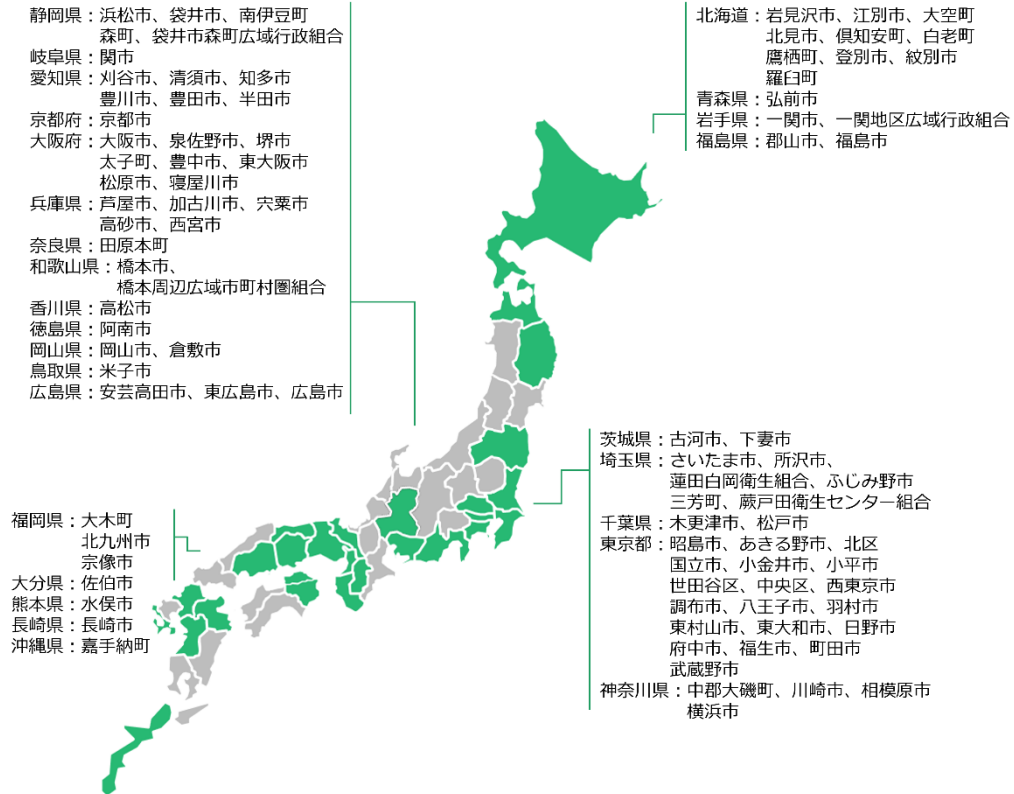 静岡県：浜松市、袋井市、南伊豆町
森町、袋井市森町広域行政組合
岐阜県：関市
愛知県：刈谷市、清須市、知多市
豊川市、豊田市、半田市
京都府：京都市
大阪府：大阪市、泉佐野市、堺市
太子町、豊中市、東大阪市
松原市、寝屋川市
兵庫県：芦屋市、加古川市、宍粟市
高砂市、西宮市
奈良県：田原本町
和歌山県：橋本市、
橋本周辺広域市町村圏組合
香川県：高松市
徳島県：阿南市
岡山県：岡山市、倉敷市
鳥取県：米子市
広島県：安芸高田市、東広島市、広島市
北海道：岩見沢市、江別市、大空町
北見市、倶知安町、白老町
鷹栖町、登別市、紋別市
羅臼町
青森県：弘前市
岩手県：一関市、一関地区広域行政組合
福島県：郡山市、福島市
茨城県：古河市、下妻市
埼玉県：さいたま市、所沢市、
蓮田白岡衛生組合、ふじみ野市
三芳町、蕨戸田衛生センター組合
千葉県：木更津市、松戸市
東京都：昭島市、あきる野市、北区
国立市、小金井市、小平市
世田谷区、中央区、西東京市
調布市、八王子市、羽村市
東村山市、東大和市、日野市
府中市、福生市、町田市
武蔵野市
神奈川県：中郡大磯町、川崎市、相模原市
横浜市
福岡県：大木町
北九州市
宗像市
大分県：佐伯市
熊本県：水俣市
長崎県：長崎市
沖縄県：嘉手納町